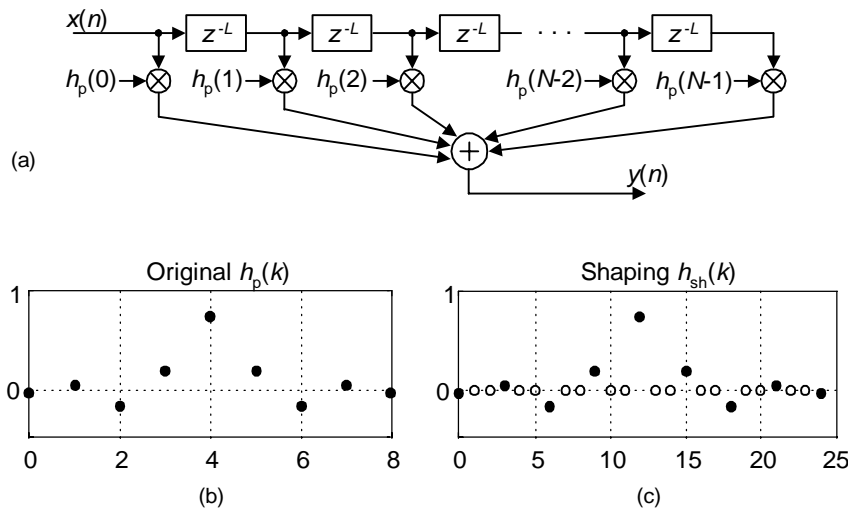 x(n)
z-L z-L z-L · · · z-L
hp(0) hp(1) hp(2) hp(N-2) hp(N-1)
+
(a)
y(n)
Original hp(k)
1
0
0 2 4 6 8
(b)
Shaping hsh(k)
1
0
0 5 10 15 20 25
(c)